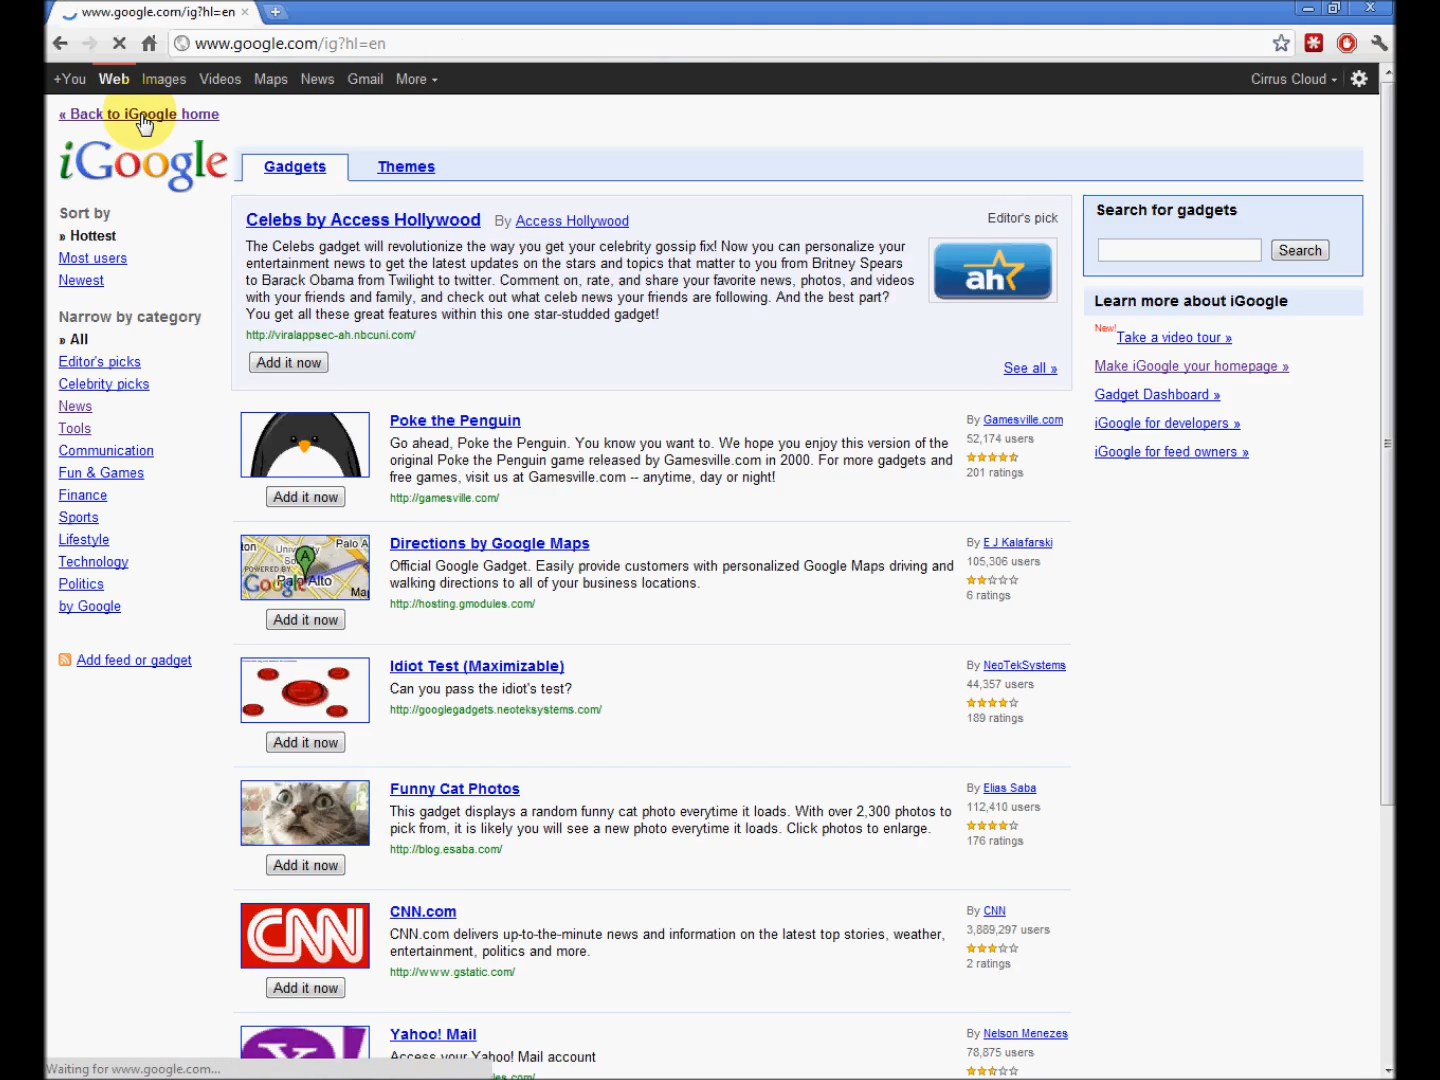 www.google.com/ig?hl=en
www.google.com/ig?hl=en
+You Web Images Videos Maps News Gmail More Cirrus Cloud
« Back to iGoogle home
iGoogle
Gadgets Themes
Sort by
» Hottest
Most users
Newest
Narrow by category
» All
Editor's picks
Celebrity picks
News
Tools
Communication
Fun & Games
Finance
Sports
Lifestyle
Technology
Politics
by Google
Add feed or gadget
Celebs by Access Hollywood By Access Hollywood Editor's pick
The Celebs gadget will revolutionize the way you get your celebrity gossip fix! Now you can personalize your
entertainment news to get the latest updates on the stars and topics that matter to you from Britney Spears
to Barack Obama from Twilight to twitter. Comment on, rate, and share your favorite news, photos, and videos
with your friends and family, and check out what celeb news your friends are following. And the best part?
You get all these great features within this one star-studded gadget!
http://viralappsec-ah.nbcuni.com/
Add it now
ah
See all »
Poke the Penguin
Go ahead, Poke the Penguin. You know you want to. We hope you enjoy this version of the
original Poke the Penguin game released by Gamesville.com in 2000. For more gadgets and
free games, visit us at Gamesville.com -- anytime, day or night!
http://gamesville.com/
Add it now
By Gamesville.com
52,174 users
201 ratings
Directions by Google Maps
Official Google Gadget. Easily provide customers with personalized Google Maps driving and
walking directions to all of your business locations.
http://hosting.gmodules.com/
Palo A
A
POWERED BY
Google
Palo Alto
Add it now
By E J Kalafarski
105,306 users
6 ratings
Idiot Test (Maximizable)
Can you pass the idiot's test?
http://googlegadgets.neoteksystems.com/
Add it now
By NeoTekSystems
44,357 users
189 ratings
Funny Cat Photos
This gadget displays a random funny cat photo everytime it loads. With over 2,300 photos to
pick from, it is likely you will see a new photo everytime it loads. Click photos to enlarge.
http://blog.esaba.com/
Add it now
By Elias Saba
112,410 users
176 ratings
CNN
CNN.com
CNN.com delivers up-to-the-minute news and information on the latest top stories, weather,
entertainment, politics and more.
http://www.gstatic.com/
Add it now
By CNN
3,889,297 users
2 ratings
Yahoo! Mail
Access your Yahoo! Mail account
By Nelson Menezes
78,875 users
Search for gadgets
Search
Learn more about iGoogle
New! Take a video tour »
Make iGoogle your homepage »
Gadget Dashboard »
iGoogle for developers »
iGoogle for feed owners »
Waiting for www.google.com...